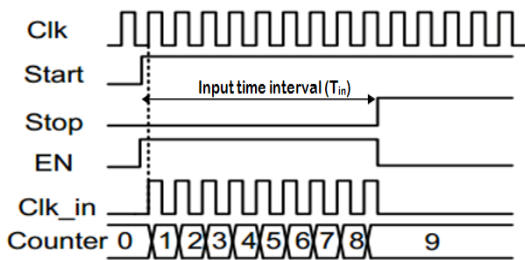 Clk
Start
Input time interval (Tin)
Stop
EN
Clk_in
Counter 0 1 2 3 4 5 6 7 8 9